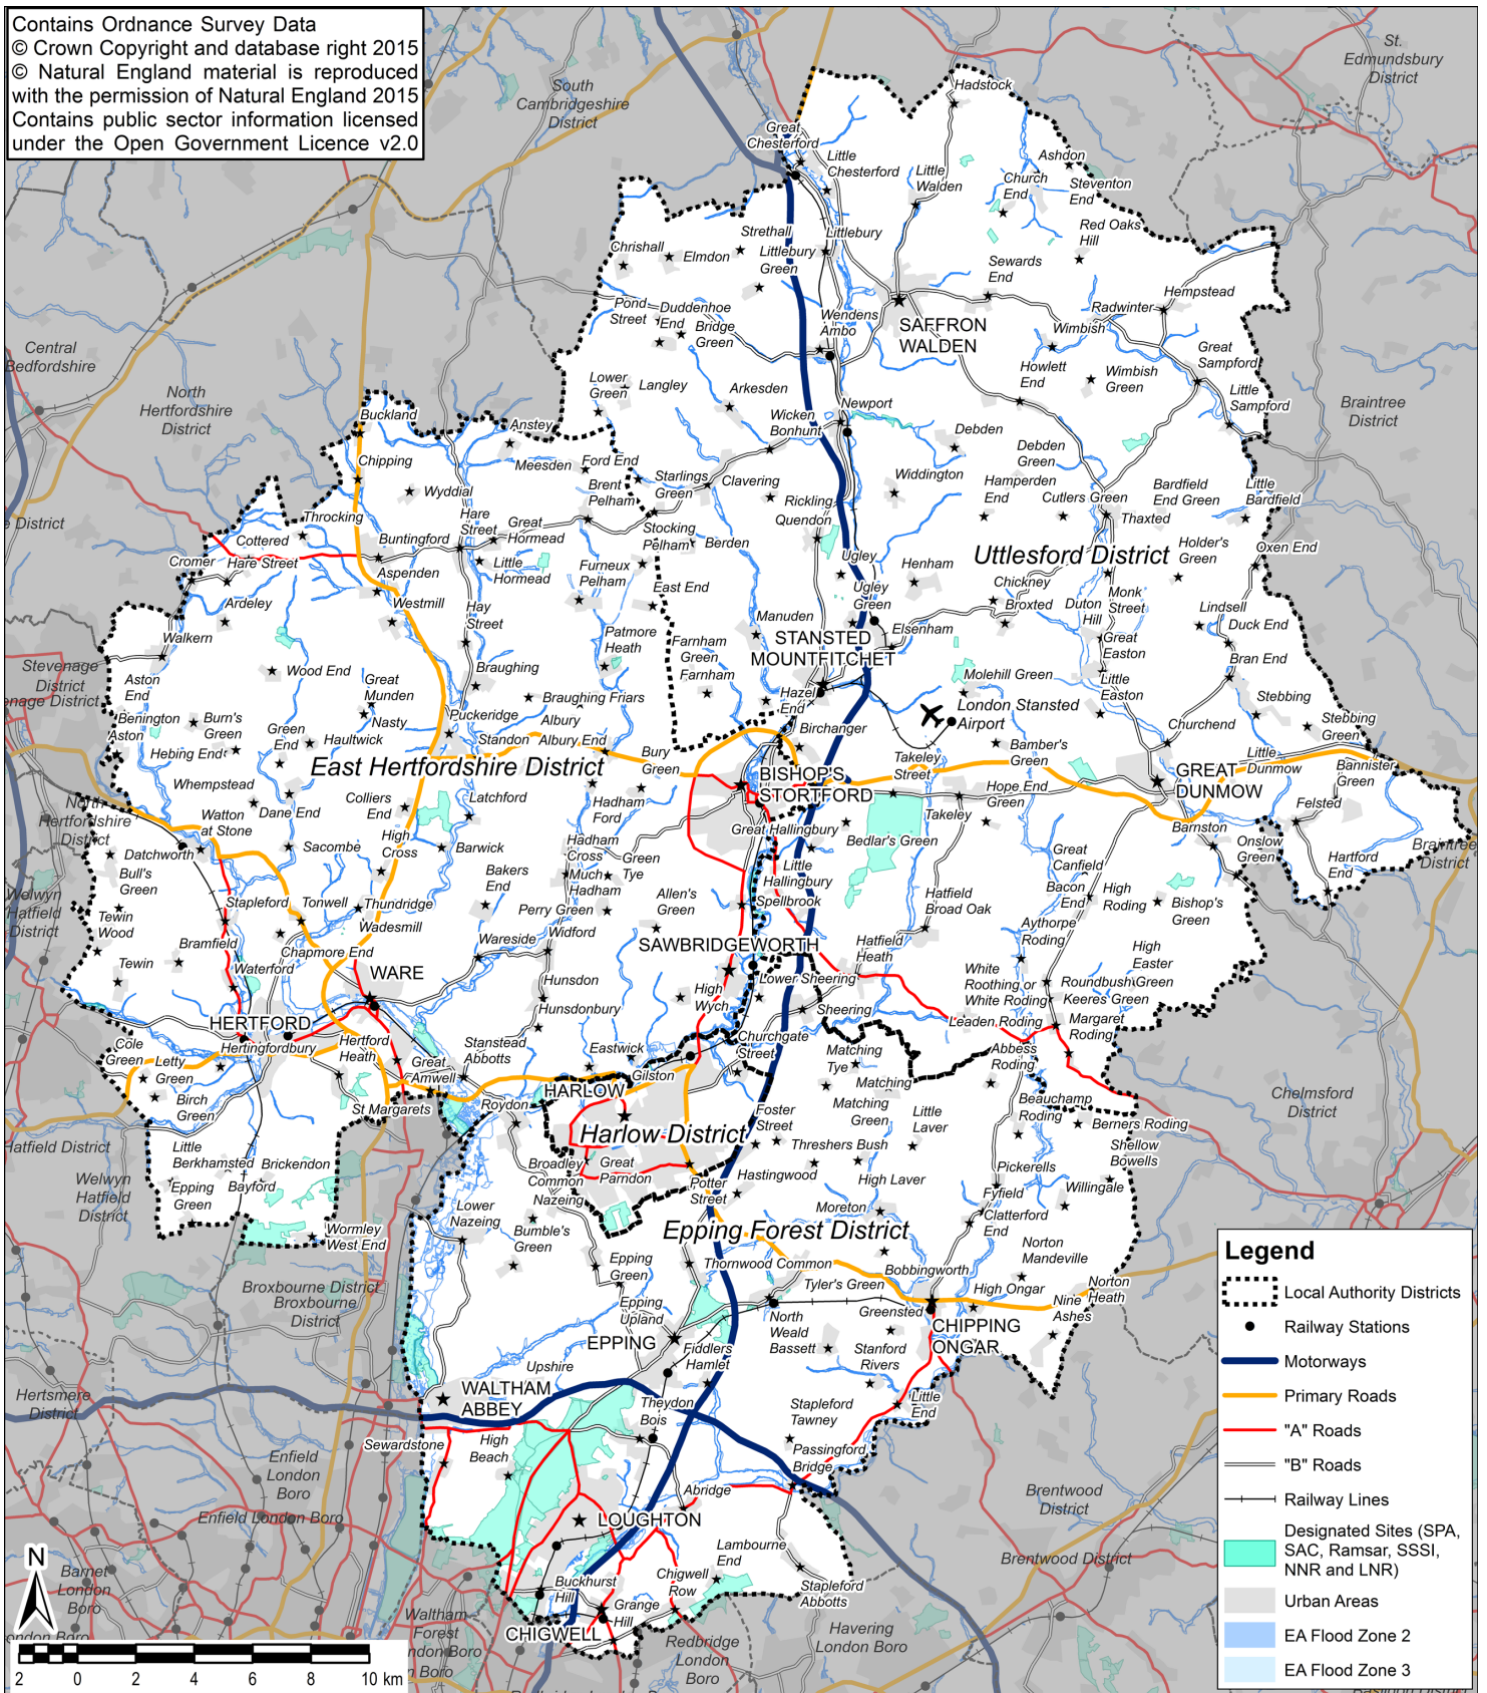 Contains Ordnance Survey Data
© Crown Copyright and database right 2015
© Natural England material is reproduced
with the permission of Natural England 2015
Contains public sector information licensed
under the Open Government Licence v2.0
St.
Edmundsbury
District
South
Cambridgeshire
District
Hadstock
Great
Chesterford
Little
Chesterford
Little
Walden
Church
End
Ashdon
Steventon
End
Red Oaks
Hill
Strethall
Littlebury
Littlebury
Green
Chrishall
Elmdon
Sewards
End
Hempstead
Radwinter
Pond
Street
Duddenhoe
End
Bridge
Green
Wendens
Ambo
SAFFRON
WALDEN
Wimbish
Great
Sampford
Central
Bedfordshire
Howlett
End
Wimbish
Green
Little
Sampford
North
Hertfordshire
District
Lower
Green
Langley
Arkesden
Newport
Wicken
Bonhunt
Braintree
District
Buckland
Anstey
Debden
Debden
Green
Chipping
Meesden
Ford End
Brent
Pelham
Starlings
Green
Clavering
Widdington
Hamperden
End
Cutlers Green
Bardfield
End Green
Little
Bardfield
Wyddial
Rickling
Quendon
Thaxted
Throcking
Hare
Street
Great
Hormead
Stocking
Pelham
Berden
District
Cottered
Buntingford
Cromer
Hare Street
Little
Hormead
Furneux
Pelham
Ugley
Uttlesford District
Holder's
Green
Oxen End
Aspenden
East End
Henham
Ugley
Green
Chickney
Ardeley
Westmill
Hay
Street
Broxted
Duton
Hill
Monk
Street
Lindsell
Manuden
Elsenham
Duck End
Walkern
Patmore
Heath
Farnham
Green
STANSTED
MOUNTFITCHET
Great
Easton
Stevenage
District
Wood End
Braughing
Farnham
Molehill Green
Bran End
Aston
End
Great
Munden
Braughing Friars
Hazel
End
Little
Easton
Stebbing
London Stansted
Airport
Benington
Aston
Burn's
Green
Nasty
Puckeridge
Albury
Birchanger
Churchend
Stebbing
Green
Hebing End
Green
End
Haultwick
Standon
Albury End
Bury
Green
Takeley
Street
Bamber's
Green
Little
Dunmow
Bannister
Green
East Hertfordshire District
BISHOP'S
STORTFORD
GREAT
DUNMOW
Whempstead
Colliers
End
Latchford
Hadham
Ford
Hope End
Green
North
Hertfordshire
District
Watton
at Stone
Dane End
Great Hallingbury
Takeley
Felsted
Barnston
Datchworth
Sacombe
High
Cross
Barwick
Hadham
Cross
Green
Tye
Bedlar's Green
Onslow
Green
Hartford
End
Braintree
District
Bull's
Green
Bakers
End
Much
Hadham
Little
Hallingbury
Great
Canfield
Welwyn
Hatfield
District
Tewin
Wood
Stapleford
Tonwell
Thundridge
Perry Green
Allen's
Green
Spellbrook
Hatfield
Broad Oak
Bacon
End
High
Roding
Bishop's
Green
Wadesmill
Widford
SAWBRIDGEWORTH
Aythorpe
Roding
Bramfield
Chapmore End
Wareside
Hatfield
Heath
High
Easter
Tewin
Waterford
WARE
Hunsdon
Lower Sheering
White
Roothing or
White Roding
Roundbush Green
Keeres Green
HERTFORD
Hunsdonbury
High
Wych
Sheering
Leaden Roding
Margaret
Roding
Cole
Green
Letty
Green
Hertingfordbury
Hertford
Heath
Stanstead
Abbotts
Eastwick
Churchgate
Street
Matching
Tye
Abbess
Roding
Great
Amwell
Gilston
Chelmsford
District
Birch
Green
St Margarets
Roydon
HARLOW
Foster
Street
Matching
Matching
Green
Little
Laver
Beauchamp
Roding
Berners Roding
Hatfield District
Harlow District
Threshers Bush
Shellow
Bowells
Little
Berkhamsted
Brickendon
Broadley
Common
Great
Parndon
Hastingwood
Pickerells
Welwyn
Hatfield
District
Epping
Green
Bayford
Nazeing
Potter
Street
High Laver
Fyfield
Willingale
Lower
Nazeing
Moreton
Clatterford
End
Wormley
West End
Bumble's
Green
Epping Forest District
Norton
Mandeville
Epping
Green
Thornwood Common
Bobbingworth
Broxbourne District
Broxbourne
District
Tyler's Green
High Ongar
Norton
Heath
Epping
Upland
Greensted
Nine
Ashes
EPPING
North
Weald
Bassett
CHIPPING
ONGAR
Fiddlers
Hamlet
Stanford
Rivers
Upshire
Hertsmere
District
WALTHAM
ABBEY
Theydon
Bois
Stapleford
Tawney
Little
End
Sewardstone
High
Beach
Passingford
Bridge
Enfield
London
Boro
Abridge
Brentwood
District
Enfield London Boro
LOUGHTON
Lambourne
End
Brentwood District
Barnet
London
Boro
Buckhurst
Hill
Chigwell
Row
Stapleford
Abbotts
Waltham
Forest
London Boro
Grange
Hill
CHIGWELL
Redbridge
London
Boro
Havering
London Boro
N
2 0 2 4 6 8 10 km
Legend
Local Authority Districts
Railway Stations
Motorways
Primary Roads
"A" Roads
"B" Roads
Railway Lines
Designated Sites (SPA,
SAC, Ramsar, SSSI,
NNR and LNR)
Urban Areas
EA Flood Zone 2
EA Flood Zone 3